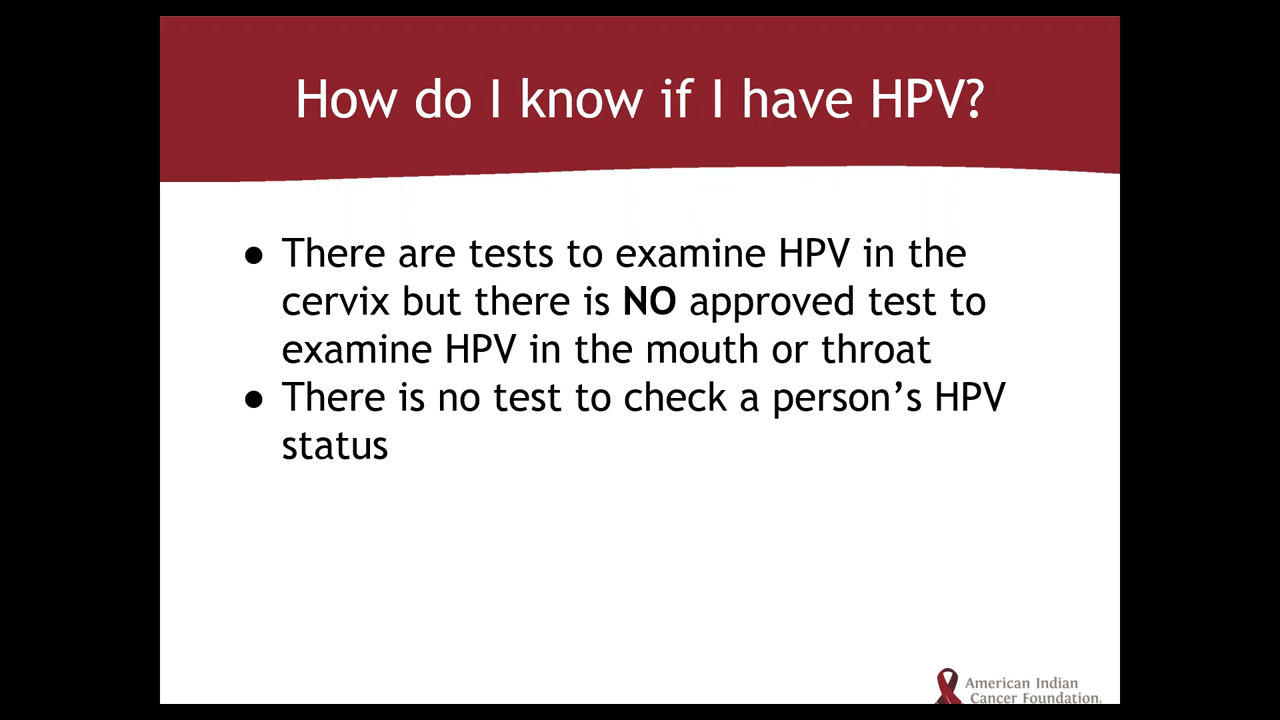 How do I know if I have HPV?
● There are tests to examine HPV in the
cervix but there is NO approved test to
examine HPV in the mouth or throat
● There is no test to check a person’s HPV
status
American Indian
Cancer Foundation.